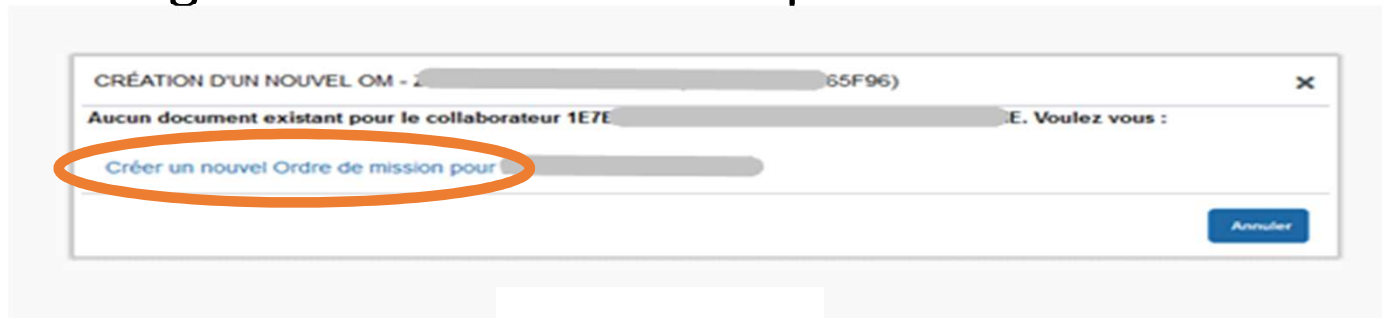 CRÉATION D'UN NOUVEL OM - 65F96)
Aucun document existant pour le collaborateur 1E7E E. Voulez vous :
Créer un nouvel Ordre de mission pour
Annuler